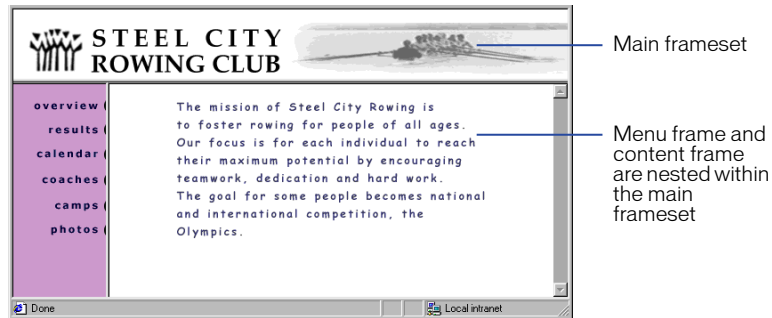 STEEL CITY
ROWING CLUB
Main frameset
overview
results
calendar
coaches
camps
photos
The mission of Steel City Rowing is
to foster rowing for people of all ages.
Our focus is for each individual to reach
their maximum potential by encouraging
teamwork, dedication and hard work.
The goal for some people becomes national
and international competition, the
Olympics.
Menu frame and
content frame
are nested within
the main
frameset
Done
Local intranet